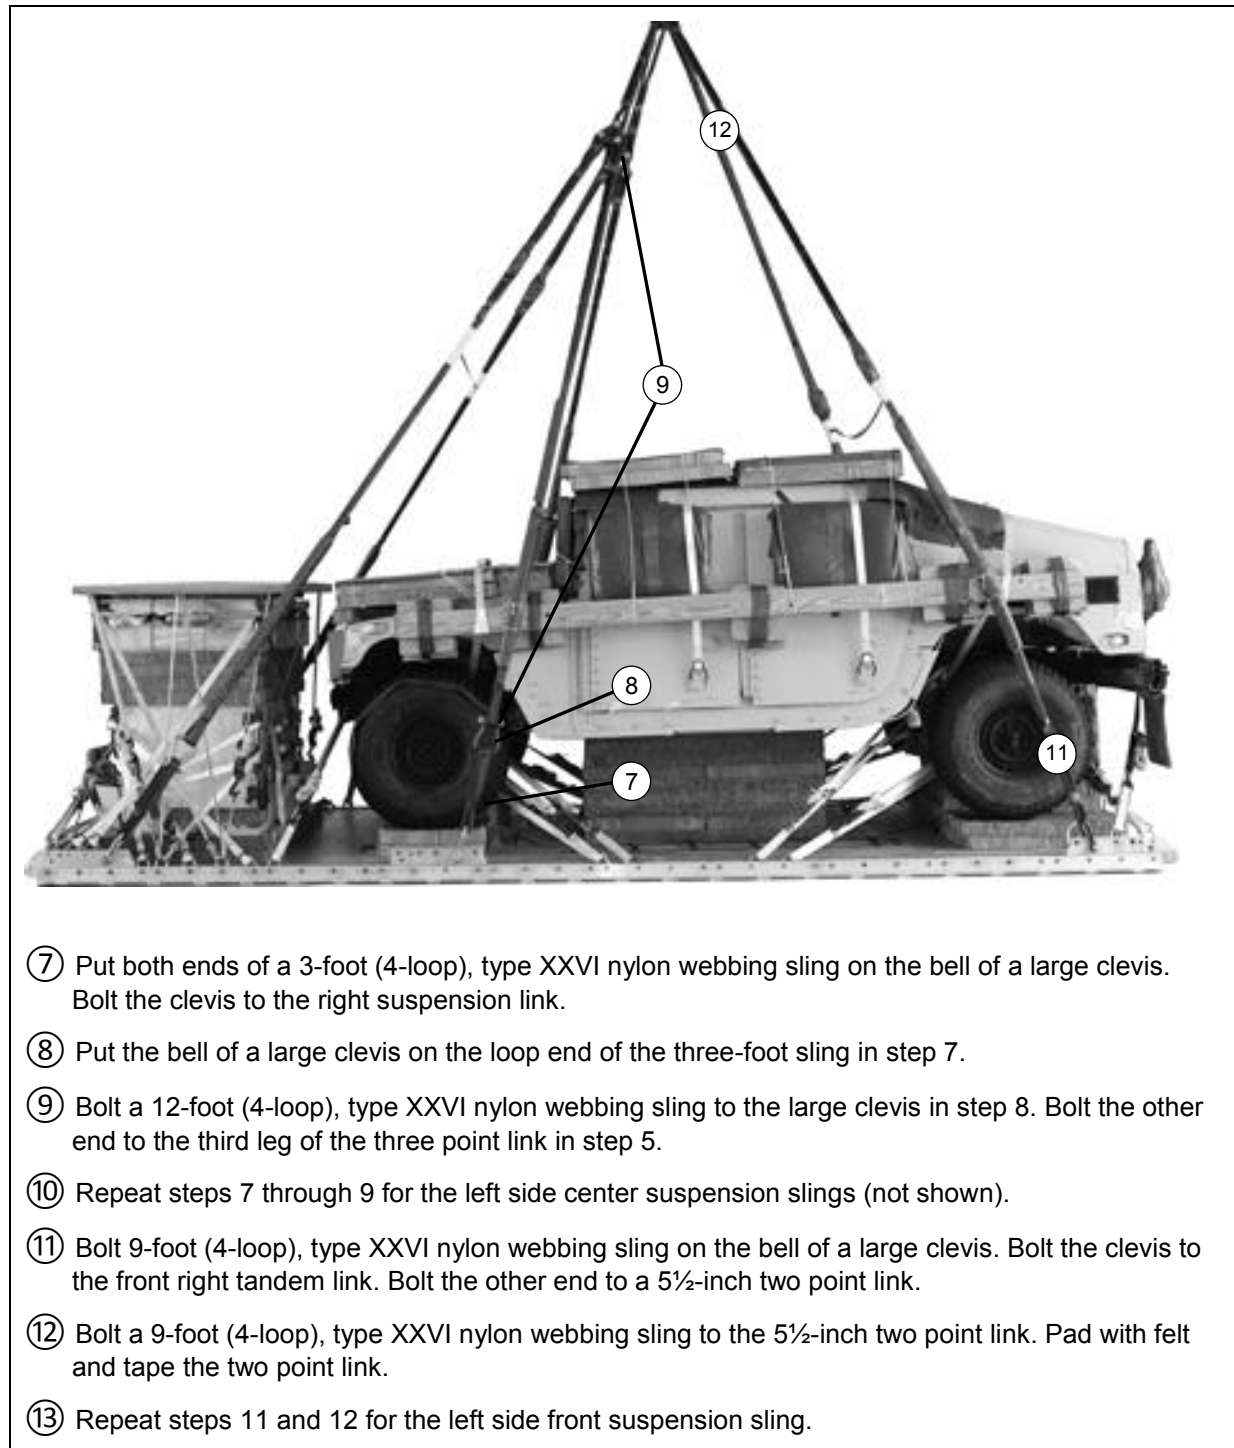 12
9
8
11
7
⑦ Put both ends of a 3-foot (4-loop), type XXVI nylon webbing sling on the bell of a large clevis.
Bolt the clevis to the right suspension link.
⑧ Put the bell of a large clevis on the loop end of the three-foot sling in step 7.
⑨ Bolt a 12-foot (4-loop), type XXVI nylon webbing sling to the large clevis in step 8. Bolt the other
end to the third leg of the three point link in step 5.
⑩ Repeat steps 7 through 9 for the left side center suspension slings (not shown).
⑪ Bolt 9-foot (4-loop), type XXVI nylon webbing sling on the bell of a large clevis. Bolt the clevis to
the front right tandem link. Bolt the other end to a 5½-inch two point link.
⑫ Bolt a 9-foot (4-loop), type XXVI nylon webbing sling to the 5½-inch two point link. Pad with felt
and tape the two point link.
⑬ Repeat steps 11 and 12 for the left side front suspension sling.